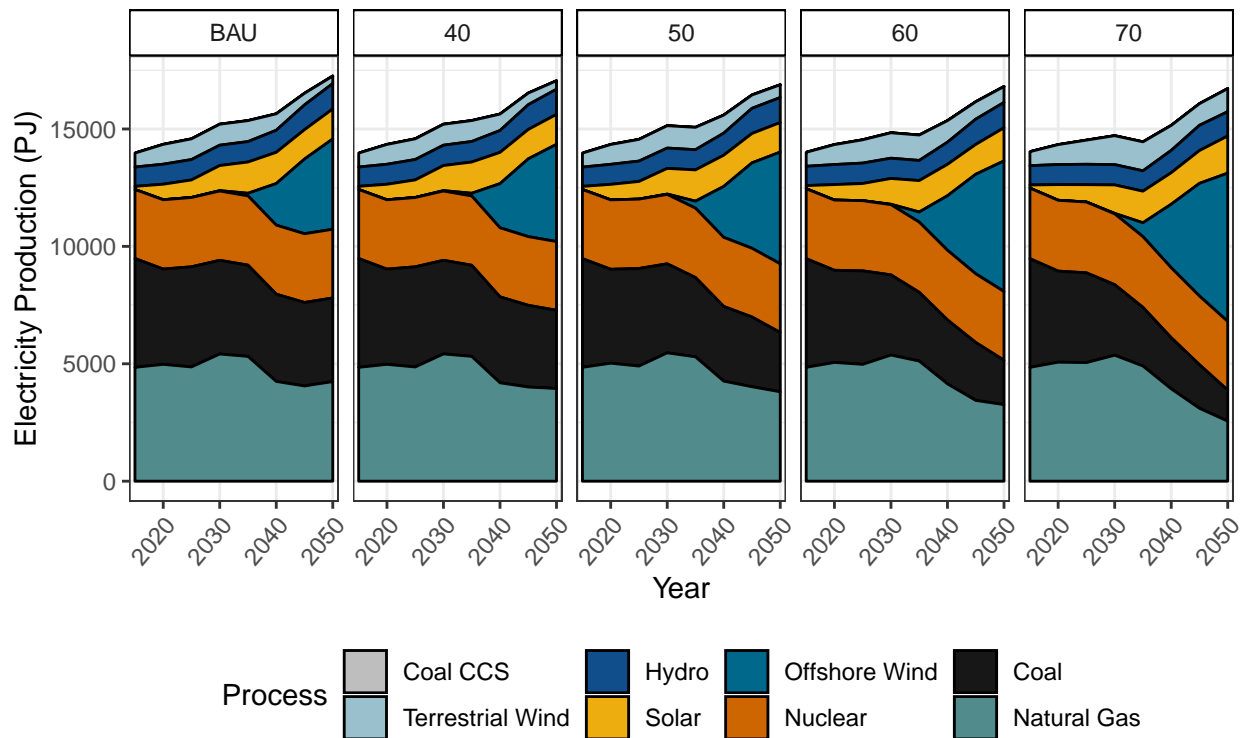 BAU 40 50 60 70
Electricity Production (PJ)
15000
10000
5000
0
2020 2030 2040 2050 2020 2030 2040 2050 2020 2030 2040 2050 2020 2030 2040 2050 2020 2030 2040 2050
Year
Process
Coal CCS Hydro Offshore Wind Coal
Terrestrial Wind Solar Nuclear Natural Gas